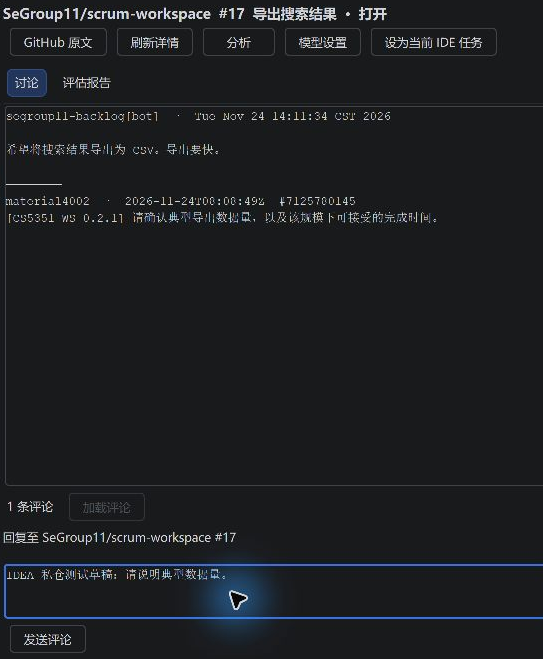 SeGroup11/scrum-workspace #17 导出搜索结果 • 打开
GitHub 原文 刷新详情 分析 模型设置 设为当前 IDE 任务
讨论 评估报告
segroup11-backlog[bot] · Tue Nov 24 14:11:34 CST 2026
希望将搜索结果导出为 CSV。导出要快。
material4002 · 2026-11-24T08:08:49Z #7125780145
[CS5351 WS 0.2.1] 请确认典型导出数据量，以及该规模下可接受的完成时间。
1 条评论 加载评论
回复至 SeGroup11/scrum-workspace #17
IDEA 私仓测试草稿：请说明典型数据量。
发送评论